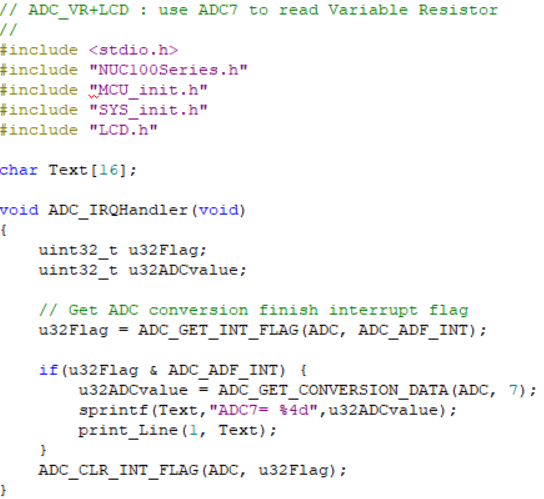 // ADC_VR+LCD : use ADC7 to read Variable Resistor
//
#include <stdio.h>
#include "NUC100Series.h"
#include "MCU_init.h"
#include "SYS_init.h"
#include "LCD.h"

char Text[16];

void ADC_IRQHandler(void)
{
    uint32_t u32Flag;
    uint32_t u32ADCvalue;

    // Get ADC conversion finish interrupt flag
    u32Flag = ADC_GET_INT_FLAG(ADC, ADC_ADF_INT);

    if(u32Flag & ADC_ADF_INT) {
        u32ADCvalue = ADC_GET_CONVERSION_DATA(ADC, 7);
        sprintf(Text,"ADC7= %4d",u32ADCvalue);
        print_Line(1, Text);
    }
    ADC_CLR_INT_FLAG(ADC, u32Flag);
}